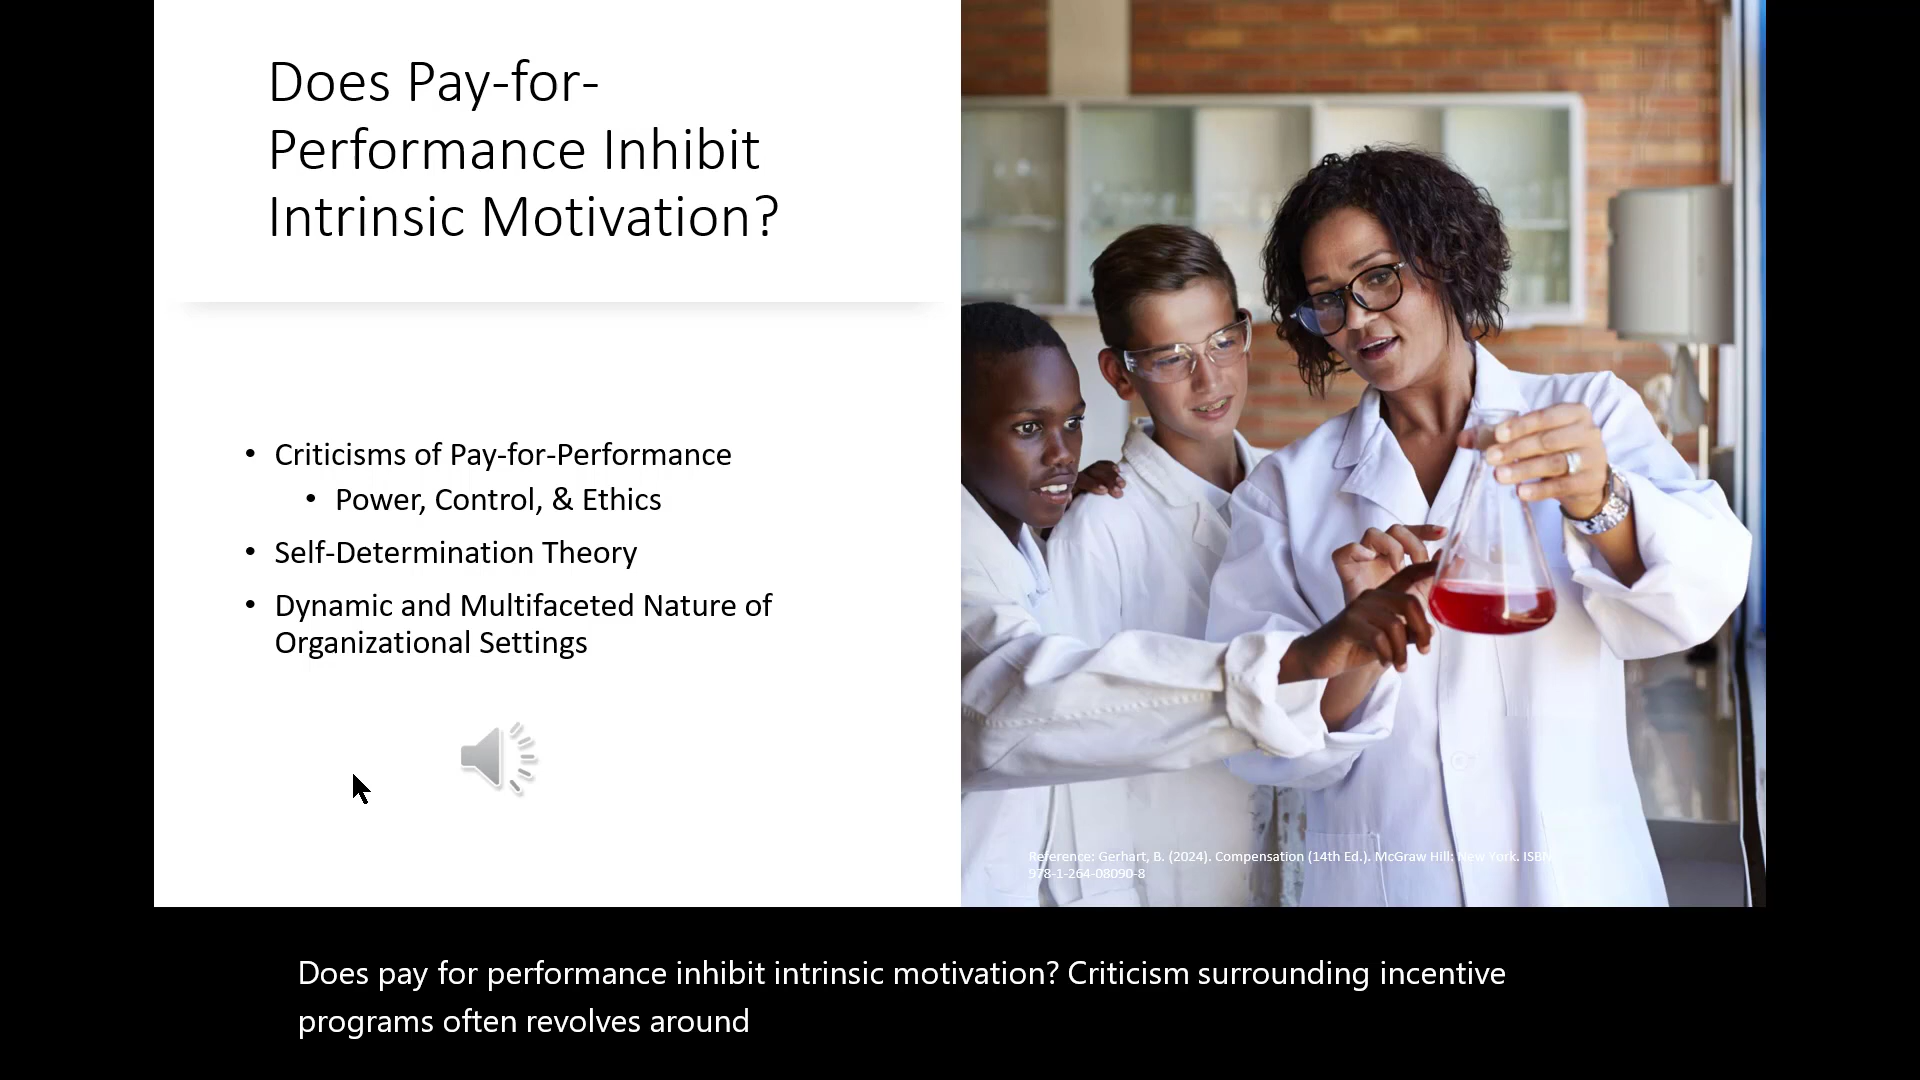 Does Pay-for-
Performance Inhibit
Intrinsic Motivation?
• Criticisms of Pay-for-Performance
• Power, Control, & Ethics
• Self-Determination Theory
• Dynamic and Multifaceted Nature of
Organizational Settings
Reference: Gerhart, B. (2024). Compensation (14th Ed.). McGraw Hill: New York. ISBN
978-1-264-08090-8
Does pay for performance inhibit intrinsic motivation? Criticism surrounding incentive
programs often revolves around